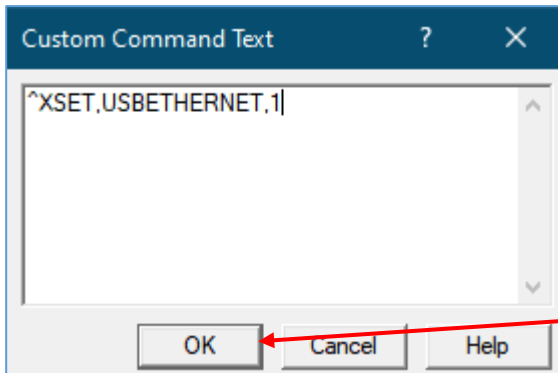 Custom Command Text ? ×
^XSET,USBETHERNET,1
OK Cancel Help